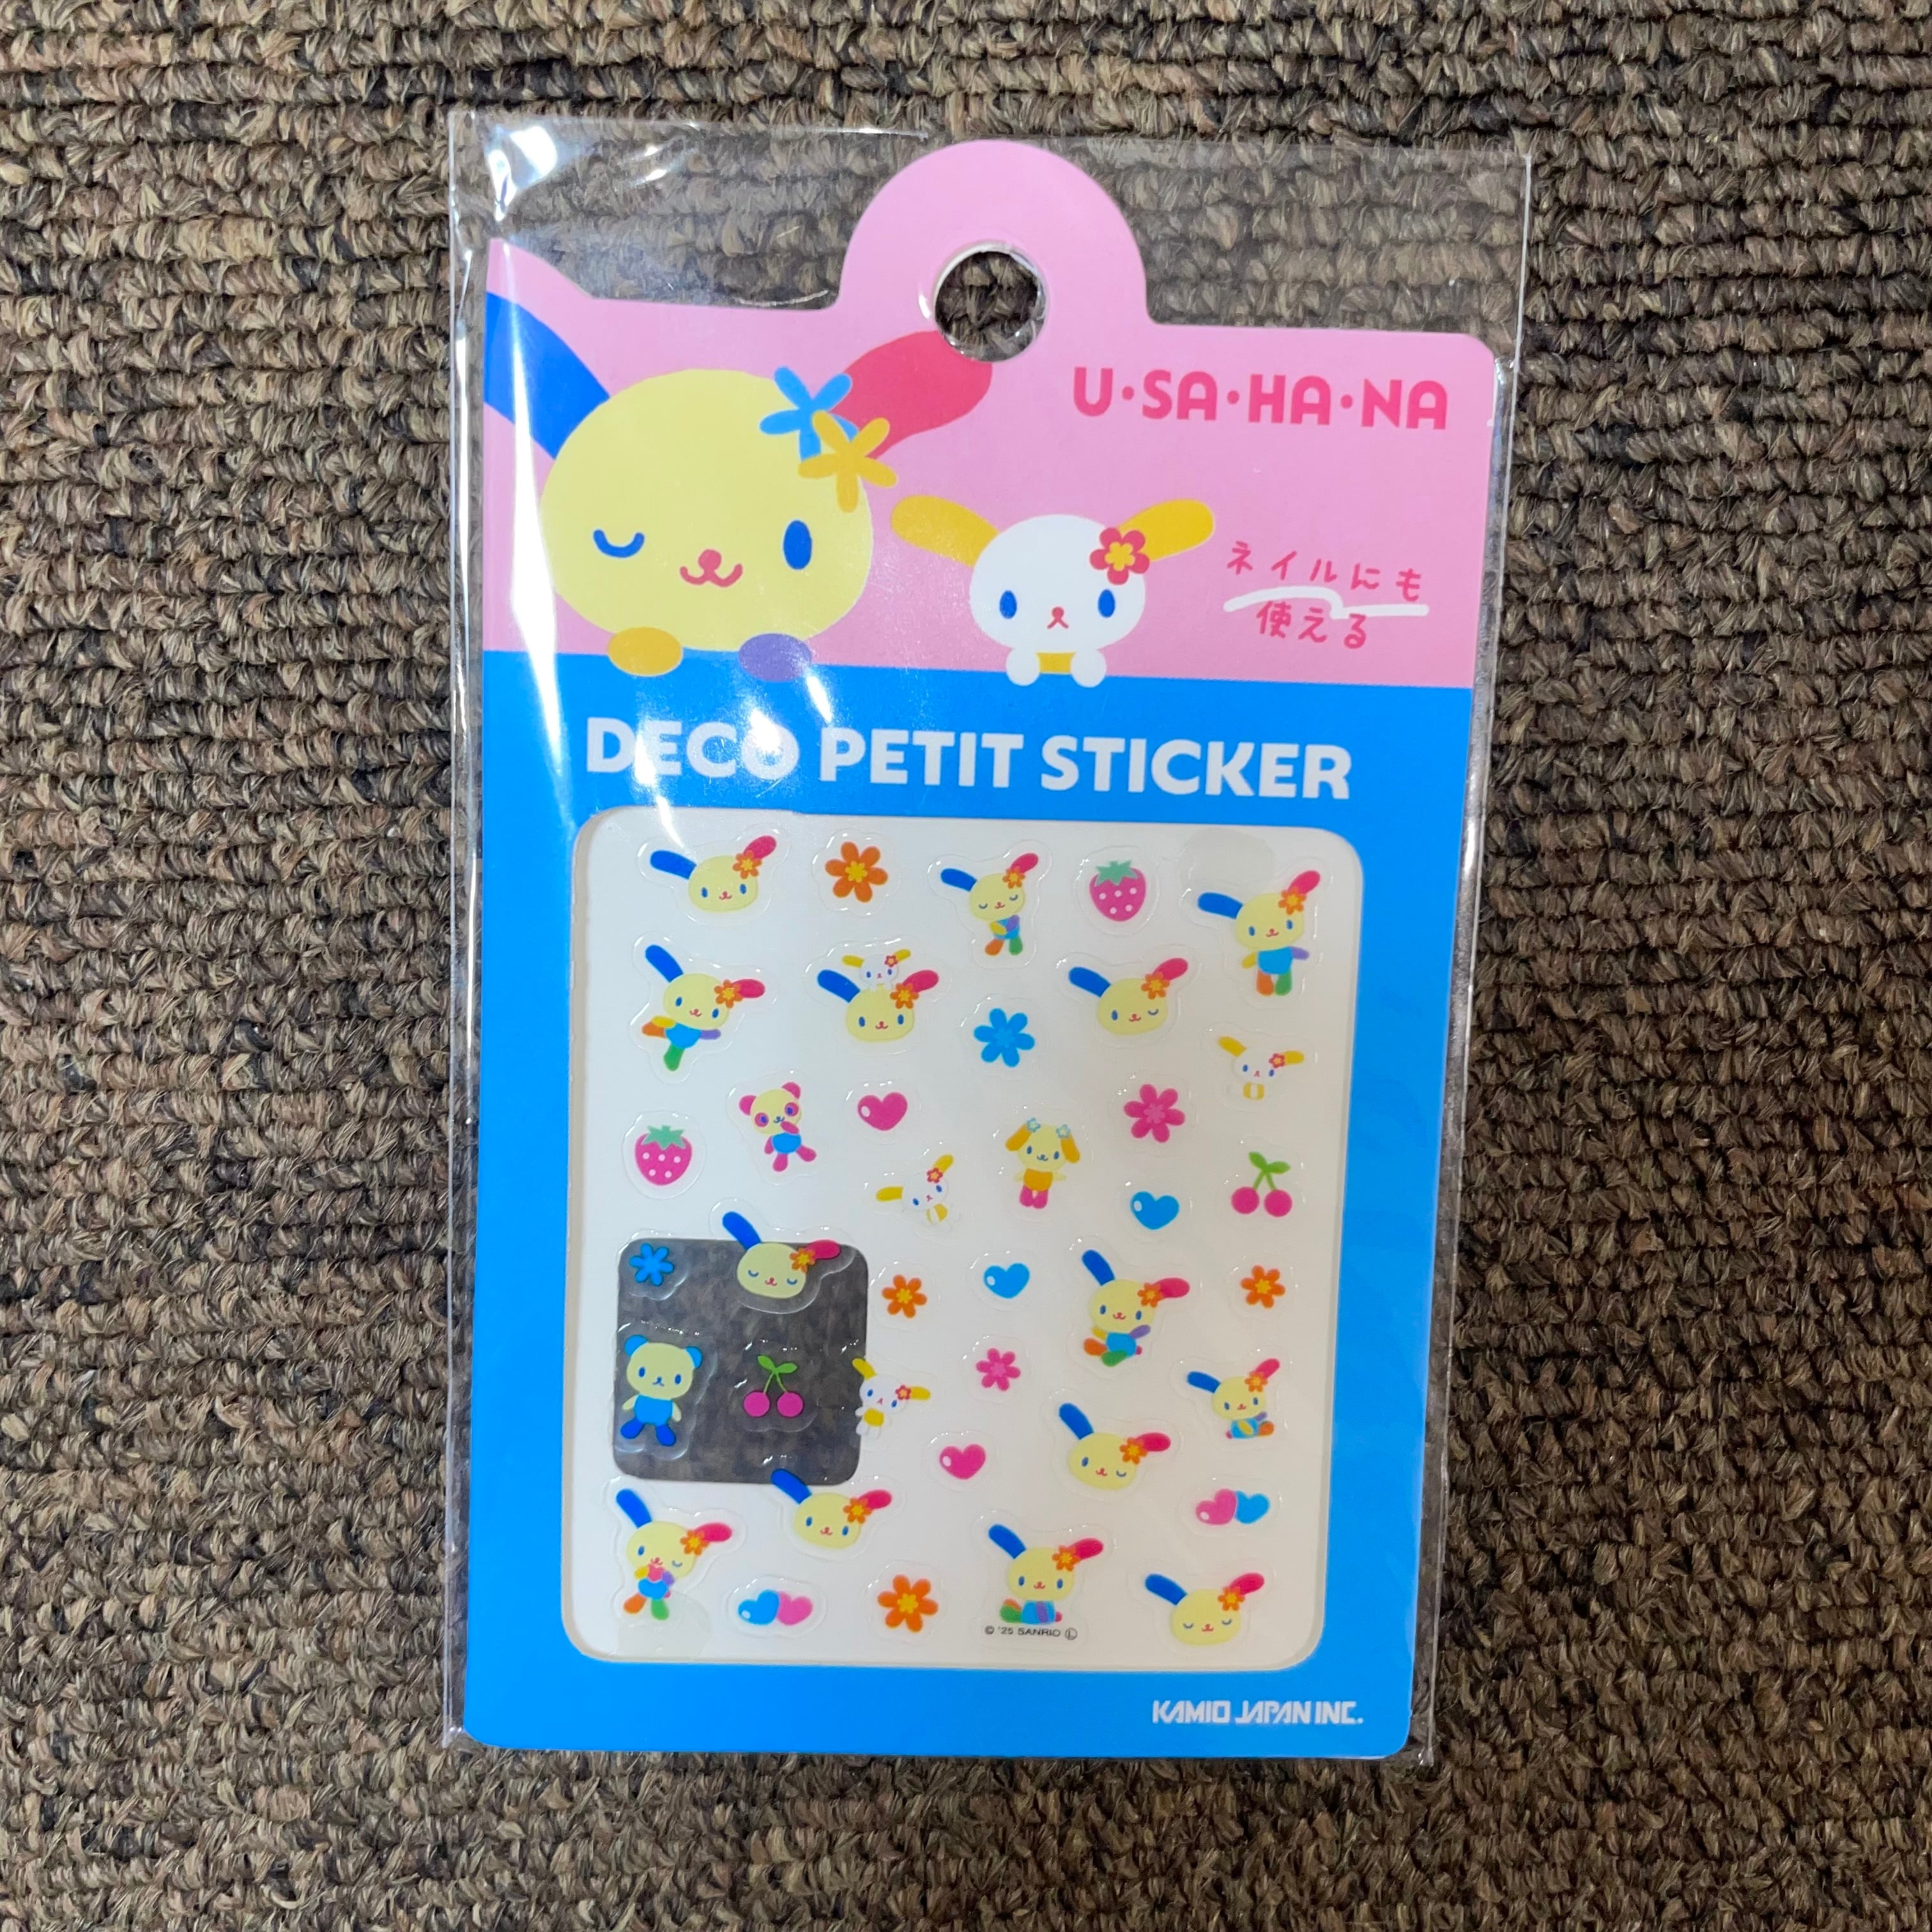 U・SA・HA・NA
ネイルにも
使える
DECO PETIT STICKER
© '25 SANRIO Ⓛ
KAMIO JAPAN INC.